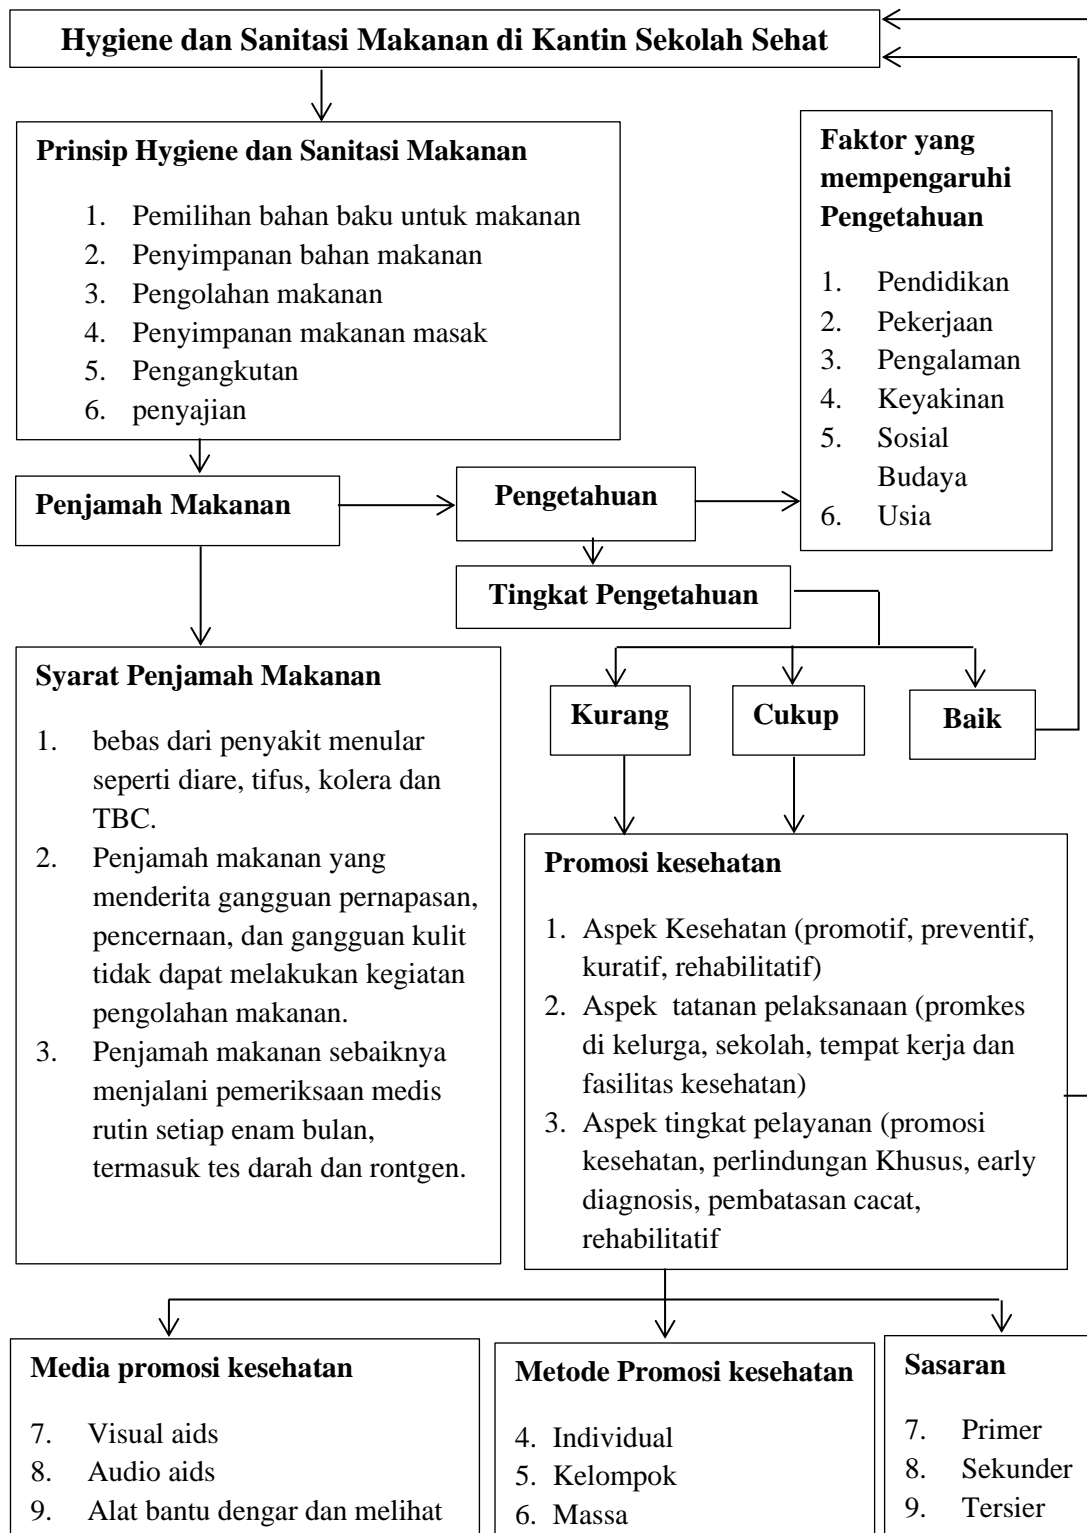 Hygiene dan Sanitasi Makanan di Kantin Sekolah Sehat
Prinsip Hygiene dan Sanitasi Makanan
1. Pemilihan bahan baku untuk makanan
2. Penyimpanan bahan makanan
3. Pengolahan makanan
4. Penyimpanan makanan masak
5. Pengangkutan
6. penyajian
Faktor yang
mempengaruhi
Pengetahuan
1. Pendidikan
2. Pekerjaan
3. Pengalaman
4. Keyakinan
5. Sosial
Budaya
6. Usia
Penjamah Makanan
Pengetahuan
Tingkat Pengetahuan
Syarat Penjamah Makanan
1. bebas dari penyakit menular
seperti diare, tifus, kolera dan
TBC.
2. Penjamah makanan yang
menderita gangguan pernapasan,
pencernaan, dan gangguan kulit
tidak dapat melakukan kegiatan
pengolahan makanan.
3. Penjamah makanan sebaiknya
menjalani pemeriksaan medis
rutin setiap enam bulan,
termasuk tes darah dan rontgen.
Kurang
Cukup
Baik
Promosi kesehatan
1. Aspek Kesehatan (promotif, preventif,
kuratif, rehabilitatif)
2. Aspek tatanan pelaksanaan (promkes
di kelurga, sekolah, tempat kerja dan
fasilitas kesehatan)
3. Aspek tingkat pelayanan (promosi
kesehatan, perlindungan Khusus, early
diagnosis, pembatasan cacat,
rehabilitatif
Media promosi kesehatan
7. Visual aids
8. Audio aids
9. Alat bantu dengar dan melihat
Metode Promosi kesehatan
4. Individual
5. Kelompok
6. Massa
Sasaran
7. Primer
8. Sekunder
9. Tersier